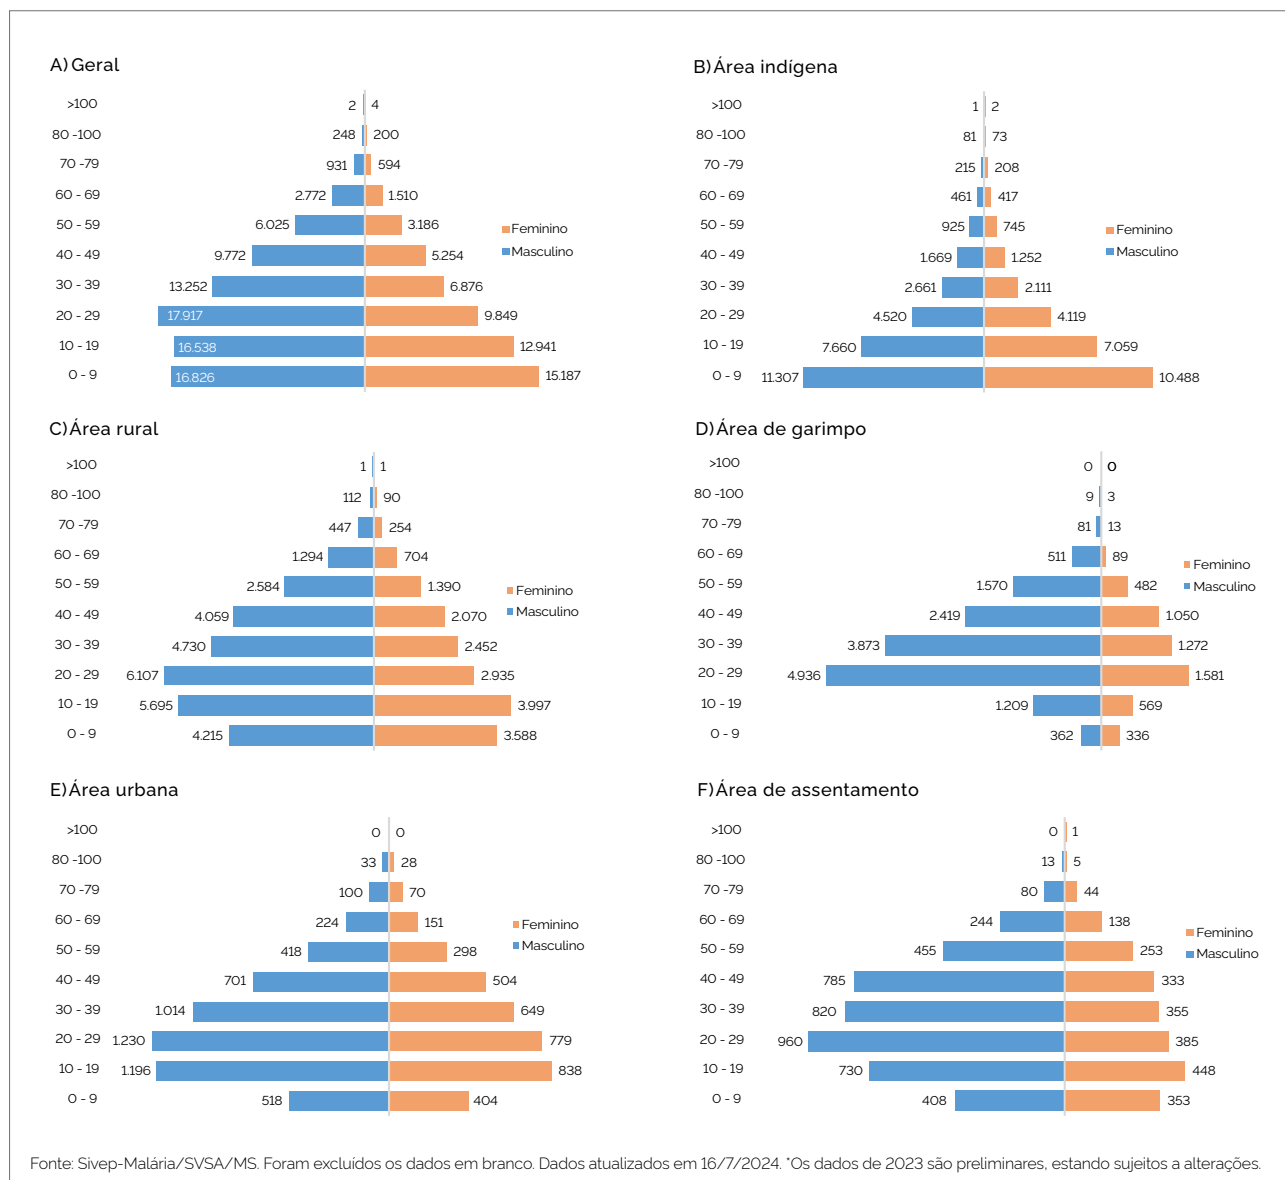 A) Geral
>100 2 4
80 -100 248 200
70 -79 931 594
60 - 69 2.772 1.510
50 - 59 6.025 3.186
Feminino
40 - 49 9.772 5.254
Masculino
30 - 39 13.252 6.876
20 - 29 17.917 9.849
10 - 19 16.538 12.941
0 - 9 16.826 15.187
B) Área indígena
>100 1 2
80 -100 81 73
70 -79 215 208
60 - 69 461 417
50 - 59 925 745
Feminino
40 - 49 1.669 1.252
Masculino
30 - 39 2.661 2.111
20 - 29 4.520 4.119
10 - 19 7.660 7.059
0 - 9 11.307 10.488
C) Área rural
>100 1 1
80 -100 112 90
70 -79 447 254
60 - 69 1.294 704
50 - 59 2.584 1.390
Feminino
40 - 49 4.059 2.070
Masculino
30 - 39 4.730 2.452
20 - 29 6.107 2.935
10 - 19 5.695 3.997
0 - 9 4.215 3.588
D) Área de garimpo
>100 0 0
80 -100 9 3
70 -79 81 13
60 - 69 511 89
Feminino
50 - 59 1.570 482
Masculino
40 - 49 2.419 1.050
30 - 39 3.873 1.272
20 - 29 4.936 1.581
10 - 19 1.209 569
0 - 9 362 336
E) Área urbana
>100 0 0
80 -100 33 28
70 -79 100 70
60 - 69 224 151
Feminino
50 - 59 418 298
Masculino
40 - 49 701 504
30 - 39 1.014 649
20 - 29 1.230 779
10 - 19 1.196 838
0 - 9 518 404
F) Área de assentamento
>100 0 1
80 -100 13 5
70 -79 80 44
60 - 69 244 138
Feminino
50 - 59 455 253
Masculino
40 - 49 785 333
30 - 39 820 355
20 - 29 960 385
10 - 19 730 448
0 - 9 408 353
Fonte: Sivep-Malária/SVSA/MS. Foram excluídos os dados em branco. Dados atualizados em 16/7/2024. *Os dados de 2023 são preliminares, estando sujeitos a alterações.